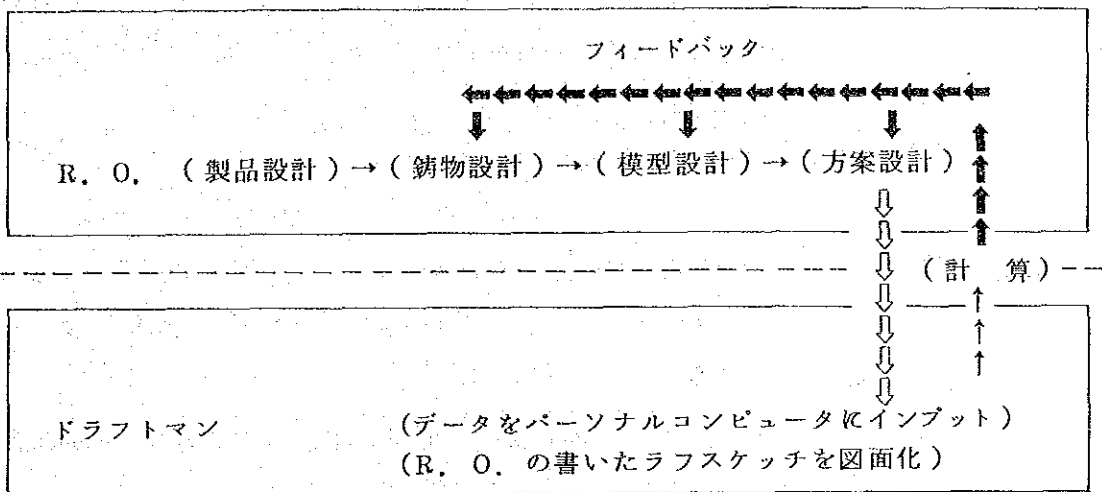 フィードバック
R. O. (製品設計)→(鋳物設計)→(模型設計)→(方案設計)
(計 算)
ドラフトマン (データをパーソナルコンピュータにインプット)
(R. O. の書いたラフスケッチを図面化)